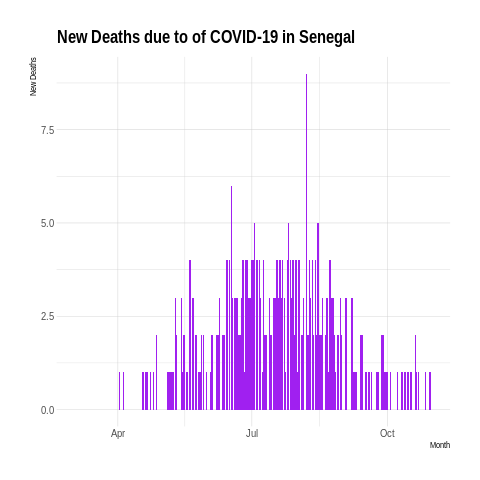 New Deaths due to of COVID-19 in Senegal
New Deaths
7.5
5.0
2.5
0.0
Apr Jul Oct
Month